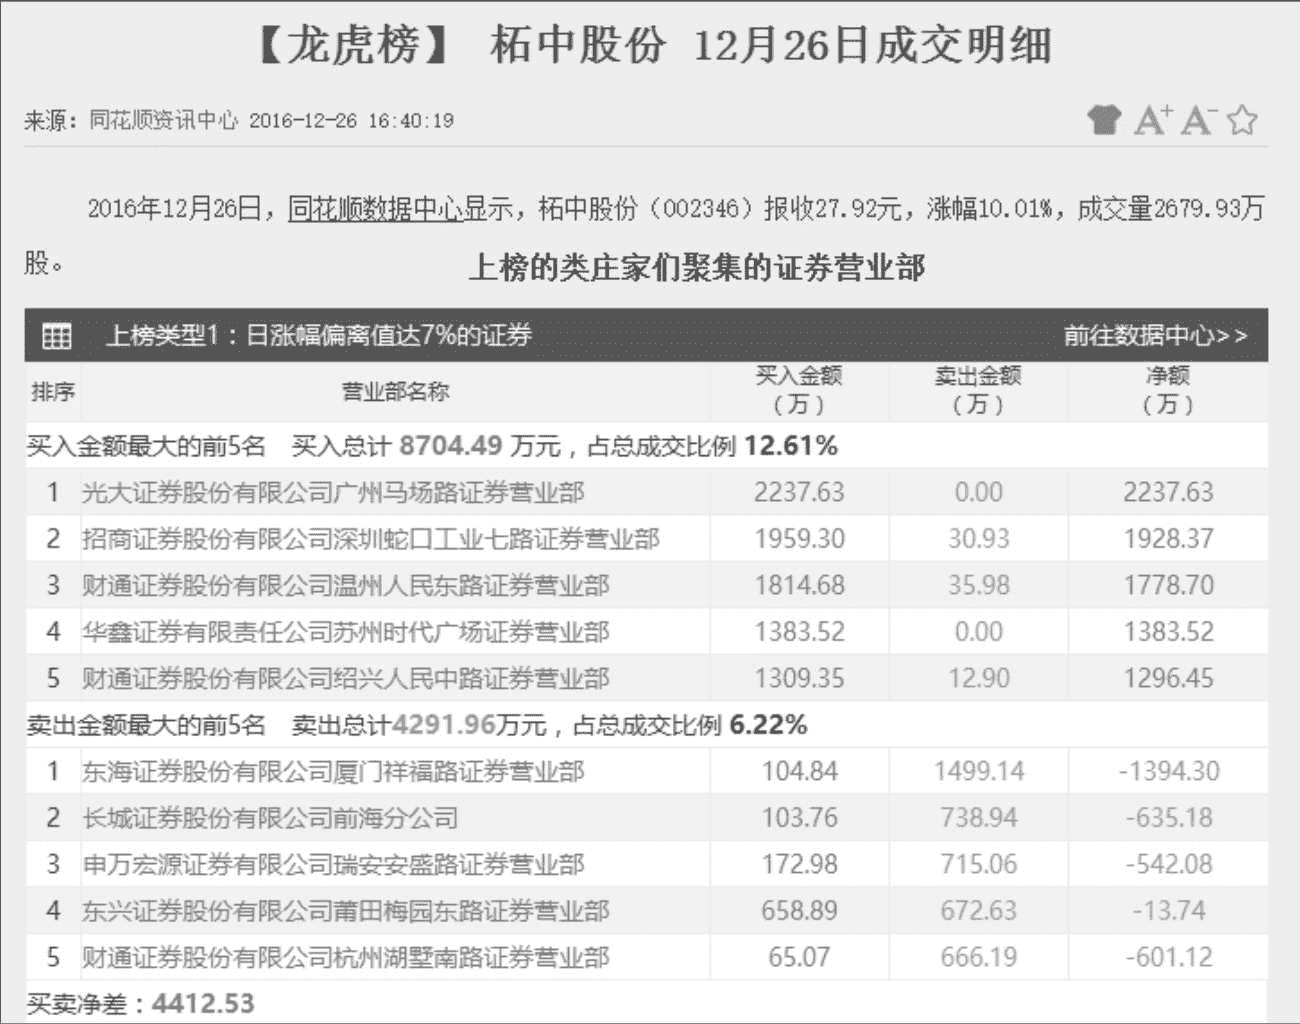 【龙虎榜】 柘中股份 12月26日成交明细
来源：同花顺资讯中心 2016-12-26 16:40:19 A+ A-
2016年12月26日，同花顺数据中心显示，柘中股份（002346）报收27.92元，涨幅10.01%，成交量2679.93万
股。
上榜的类庄家们聚集的证券营业部
上榜类型1：日涨幅偏离值达7%的证券 前往数据中心>>
排序 营业部名称 买入金额（万） 卖出金额（万） 净额（万）
买入金额最大的前5名 买入总计 8704.49 万元，占总成交比例 12.61%
1 光大证券股份有限公司广州马场路证券营业部 2237.63 0.00 2237.63
2 招商证券股份有限公司深圳蛇口工业七路证券营业部 1959.30 30.93 1928.37
3 财通证券股份有限公司温州人民东路证券营业部 1814.68 35.98 1778.70
4 华鑫证券有限责任公司苏州时代广场证券营业部 1383.52 0.00 1383.52
5 财通证券股份有限公司绍兴人民中路证券营业部 1309.35 12.90 1296.45
卖出金额最大的前5名 卖出总计4291.96万元，占总成交比例 6.22%
1 东海证券股份有限公司厦门祥福路证券营业部 104.84 1499.14 -1394.30
2 长城证券股份有限公司前海分公司 103.76 738.94 -635.18
3 申万宏源证券有限公司瑞安安盛路证券营业部 172.98 715.06 -542.08
4 东兴证券股份有限公司莆田梅园东路证券营业部 658.89 672.63 -13.74
5 财通证券股份有限公司杭州湖墅南路证券营业部 65.07 666.19 -601.12
买卖净差：4412.53